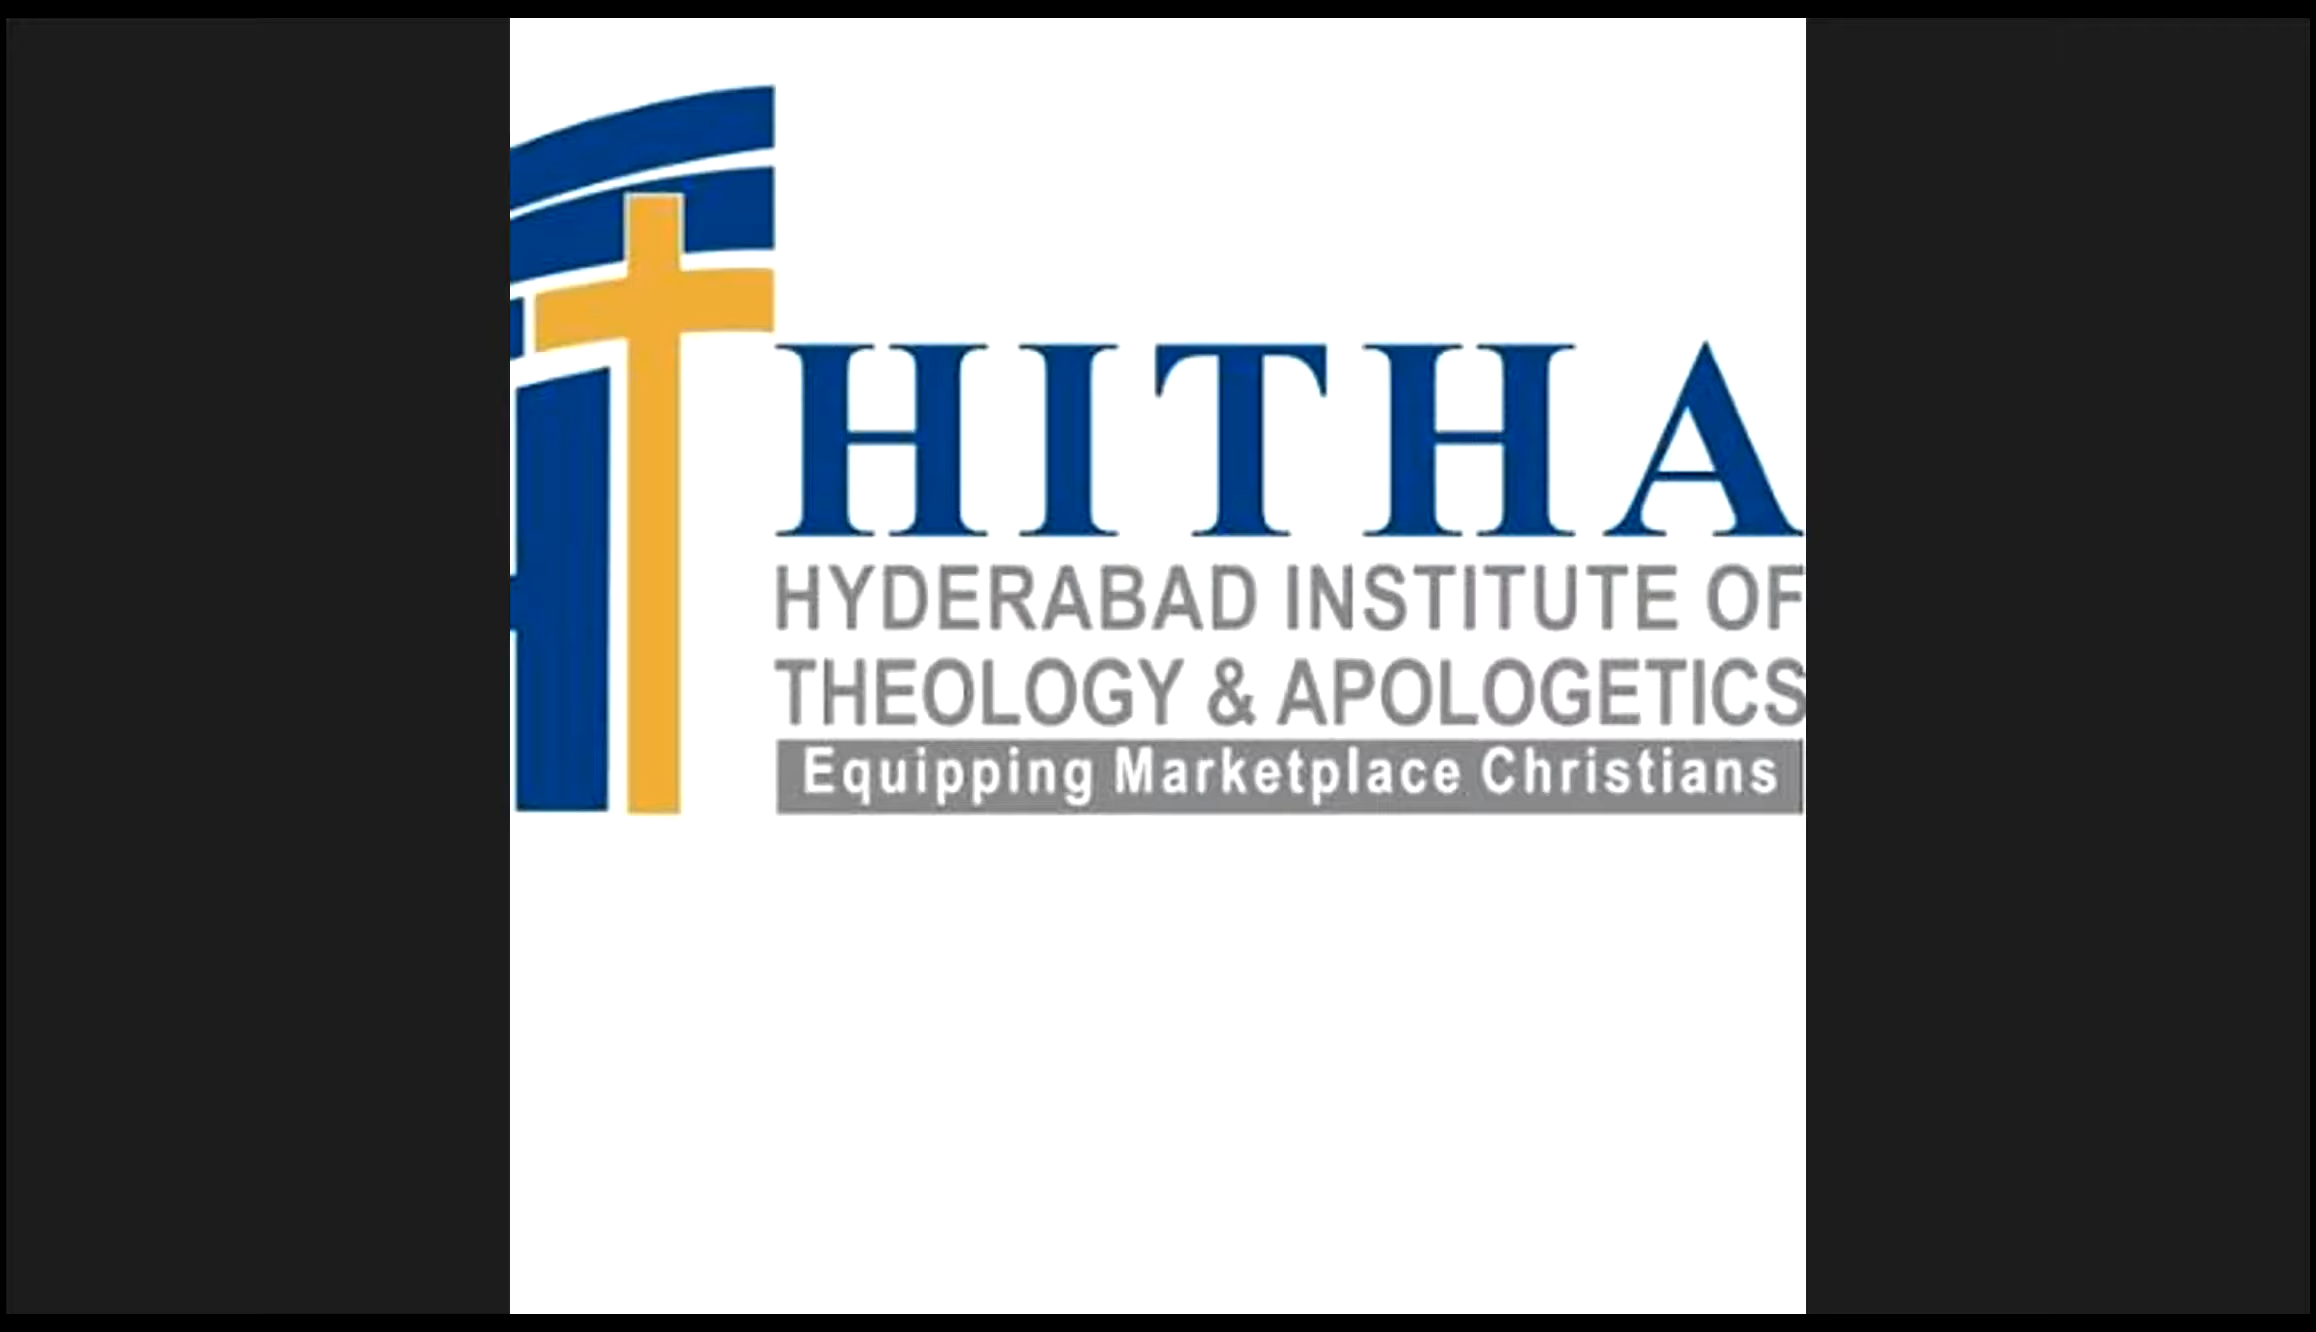 HITHA
HYDERABAD INSTITUTE OF
THEOLOGY & APOLOGETICS
Equipping Marketplace Christians